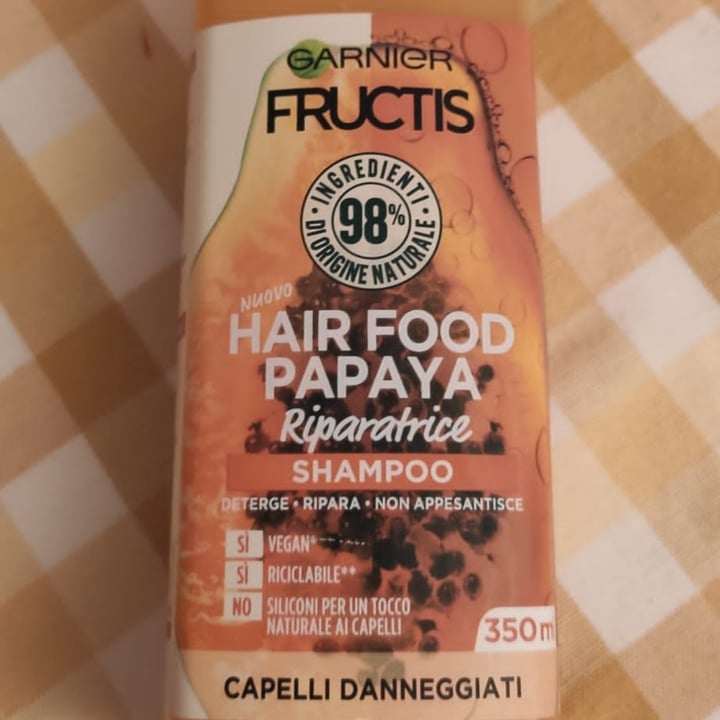 GARNIER
FRUCTIS
INGREDIENTI
98%
DI ORIGINE NATURALE
NUOVO
HAIR FOOD
PAPAYA
Riparatrice
SHAMPOO
DETERGE • RIPARA • NON APPESANTISCE
SÌ VEGAN*
SÌ RICICLABILE**
NO SILICONI PER UN TOCCO
NATURALE AI CAPELLI
350m
CAPELLI DANNEGGIATI